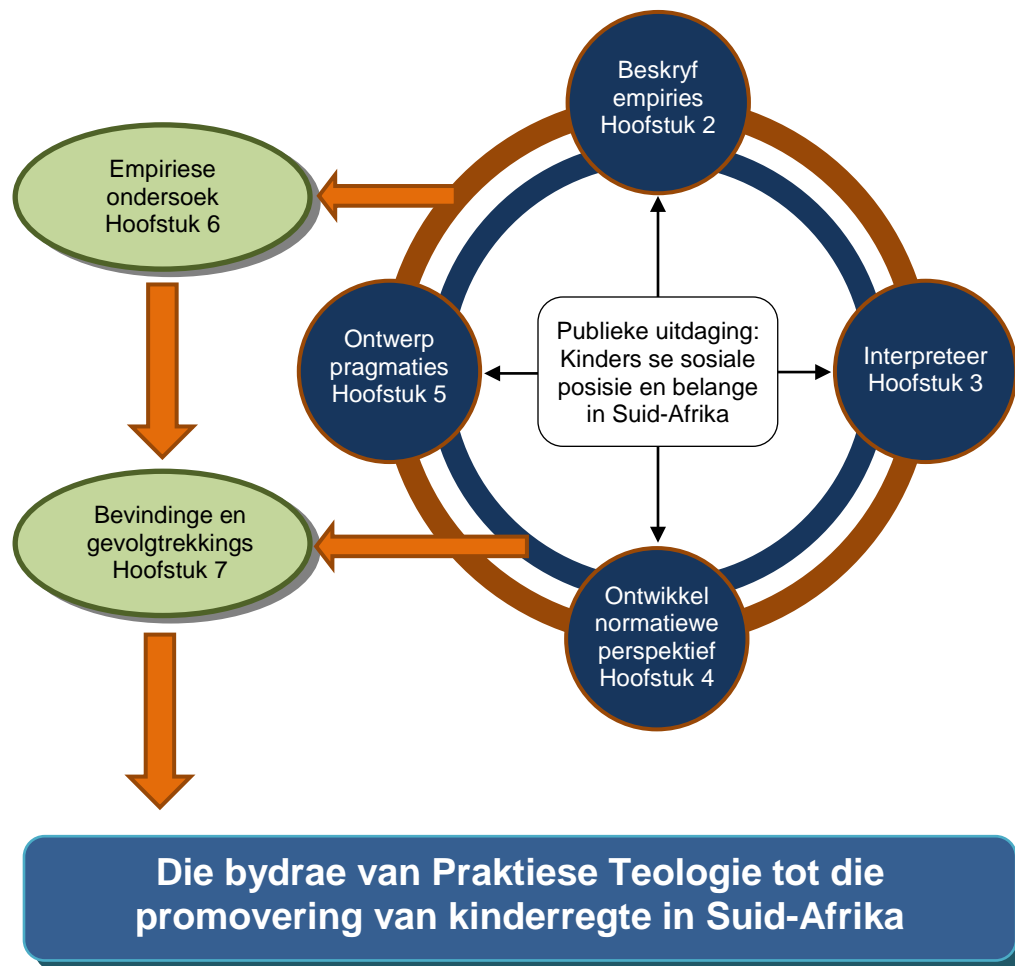 Beskryf
empiries
Hoofstuk 2
Empiriese
ondersoek
Hoofstuk 6
Ontwerp
pragmaties
Hoofstuk 5
Publieke uitdaging:
Kinders se sosiale
posisie en belange
in Suid-Afrika
Interpreteer
Hoofstuk 3
Bevindinge en
gevolgtrekkings
Hoofstuk 7
Ontwikkel
normatiewe
perspektief
Hoofstuk 4
Die bydrae van Praktiese Teologie tot die
promovering van kinderregte in Suid-Afrika